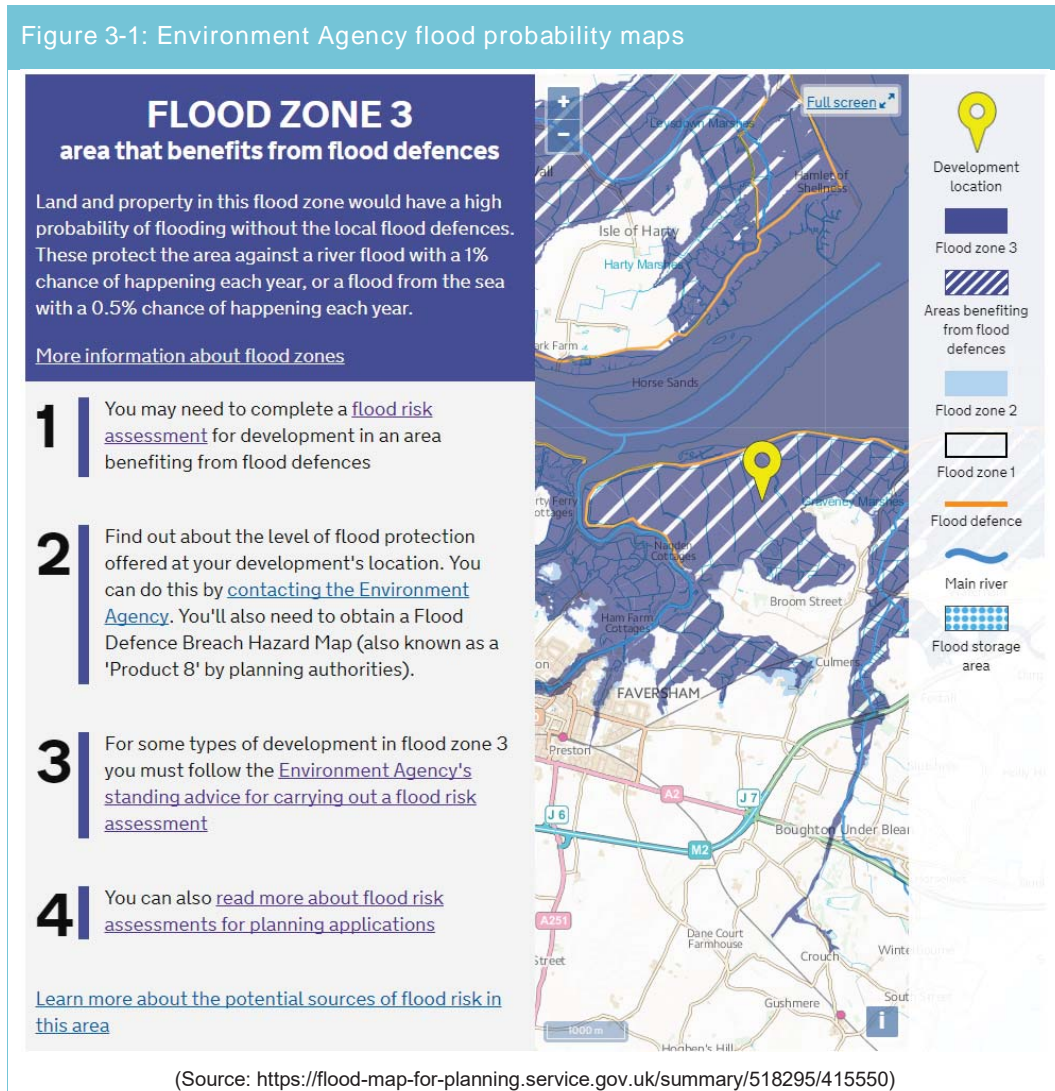 Figure 3-1: Environment Agency flood probability maps
FLOOD ZONE 3
area that benefits from flood defences
Land and property in this flood zone would have a high
probability of flooding without the local flood defences.
These protect the area against a river flood with a 1%
chance of happening each year, or a flood from the sea
with a 0.5% chance of happening each year.
More information about flood zones
1
You may need to complete a flood risk
assessment for development in an area
benefiting from flood defences
2
Find out about the level of flood protection
offered at your development's location. You
can do this by contacting the Environment
Agency. You'll also need to obtain a Flood
Defence Breach Hazard Map (also known as a
'Product 8' by planning authorities).
3
For some types of development in flood zone 3
you must follow the Environment Agency's
standing advice for carrying out a flood risk
assessment
4
You can also read more about flood risk
assessments for planning applications
Learn more about the potential sources of flood risk in
this area
+
−
Full screen
Leysdown Marshes
Hamlet of
Shellness
Isle of Harty
Harty Marshes
ark Farm
Horse Sands
rty Ferry
ottages
Graveney Marshes
Nagden
Cottages
Broom Street
Ham Farm
Cottages
Culmers
on
FAVERSHAM
Preston
A2
J 7
J 6
M2
Boughton Under Blean
A251
Dane Court
Farmhouse
Street
Crouch
Gushmere
1000 m
i
Hogben's Hill
Development
location
Flood zone 3
Areas benefiting
from flood
defences
Flood zone 2
Flood zone 1
Flood defence
Main river
Flood storage
area
(Source: https://flood-map-for-planning.service.gov.uk/summary/518295/415550)